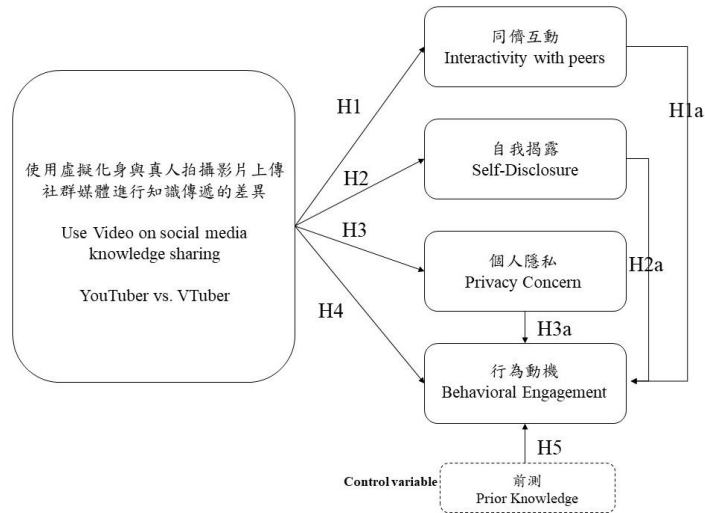 使用虛擬化身與真人拍攝影片上傳
社群媒體進行知識傳遞的差異
Use Video on social media
knowledge sharing
YouTuber vs. VTuber
H1
H2
H3
H4
同儕互動
Interactivity with peers
H1a
自我揭露
Self-Disclosure
H2a
個人隱私
Privacy Concern
H3a
行為動機
Behavioral Engagement
H5
Control variable
前測
Prior Knowledge